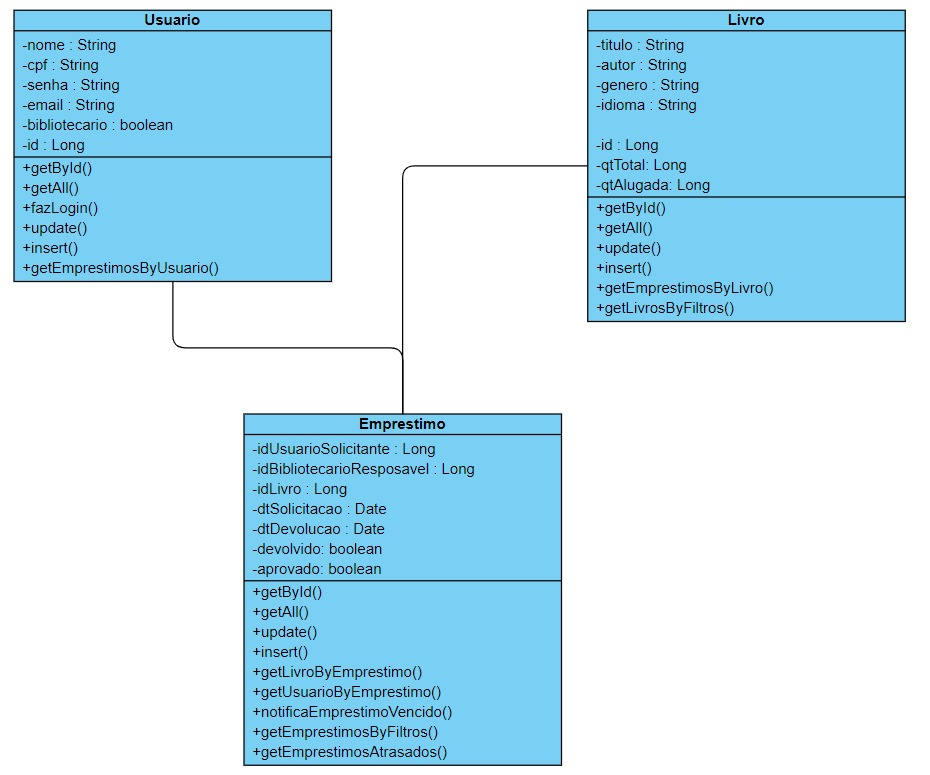 Usuario
-nome : String
-cpf : String
-senha : String
-email : String
-bibliotecario : boolean
-id : Long
+getById()
+getAll()
+fazLogin()
+update()
+insert()
+getEmprestimosByUsuario()
Livro
-titulo : String
-autor : String
-genero : String
-idioma : String
-id : Long
-qtTotal: Long
-qtAlugada: Long
+getById()
+getAll()
+update()
+insert()
+getEmprestimosByLivro()
+getLivrosByFiltros()
Emprestimo
-idUsuarioSolicitante : Long
-idBibliotecarioResposavel : Long
-idLivro : Long
-dtSolicitacao : Date
-dtDevolucao : Date
-devolvido: boolean
-aprovado: boolean
+getById()
+getAll()
+update()
+insert()
+getLivroByEmprestimo()
+getUsuarioByEmprestimo()
+notificaEmprestimoVencido()
+getEmprestimosByFiltros()
+getEmprestimosAtrasados()